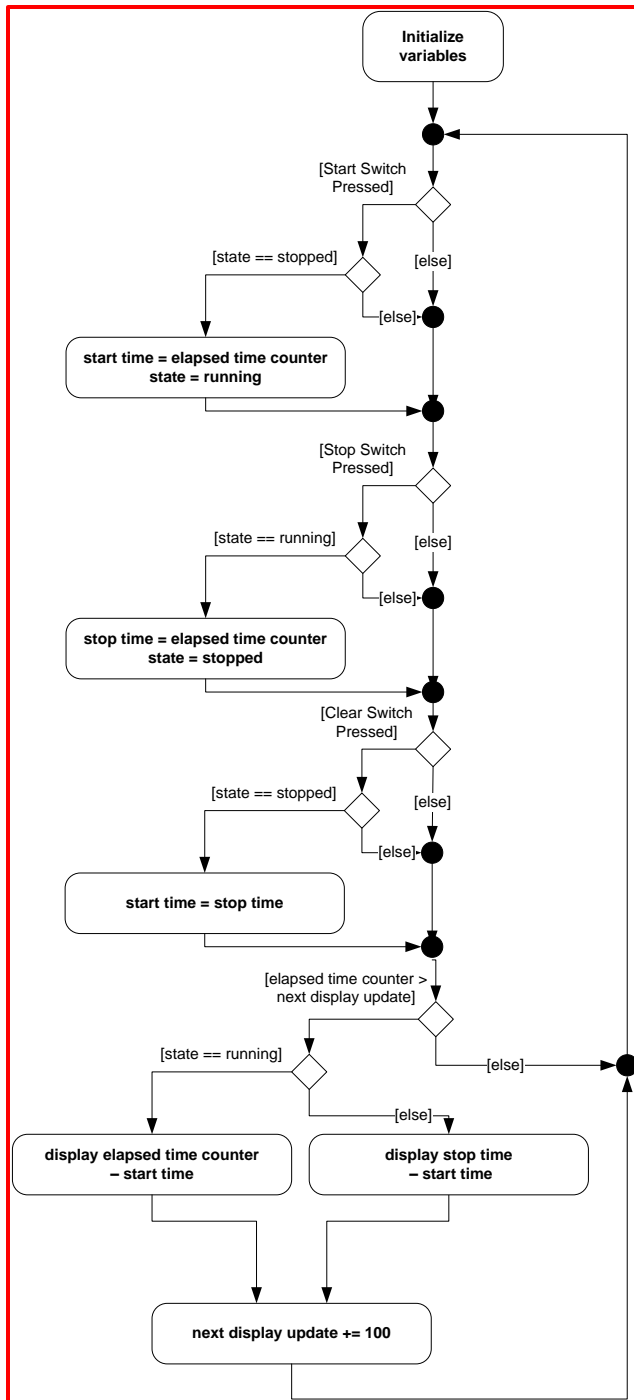 Initialize
variables
[Start Switch
Pressed]
[state == stopped]
[else]
[else]
start time = elapsed time counter
state = running
[Stop Switch
Pressed]
[state == running]
[else]
[else]
stop time = elapsed time counter
state = stopped
[Clear Switch
Pressed]
[state == stopped]
[else]
[else]
start time = stop time
[elapsed time counter >
next display update]
[state == running]
[else]
[else]
display elapsed time counter
– start time
display stop time
– start time
next display update += 100